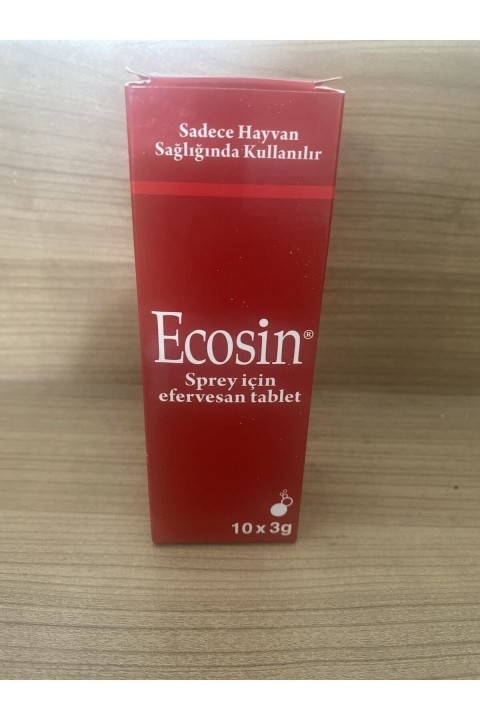 Sadece Hayvan
Sağlığında Kullanılır
Ecosin®
Sprey için
efervesan tablet
10 x 3g